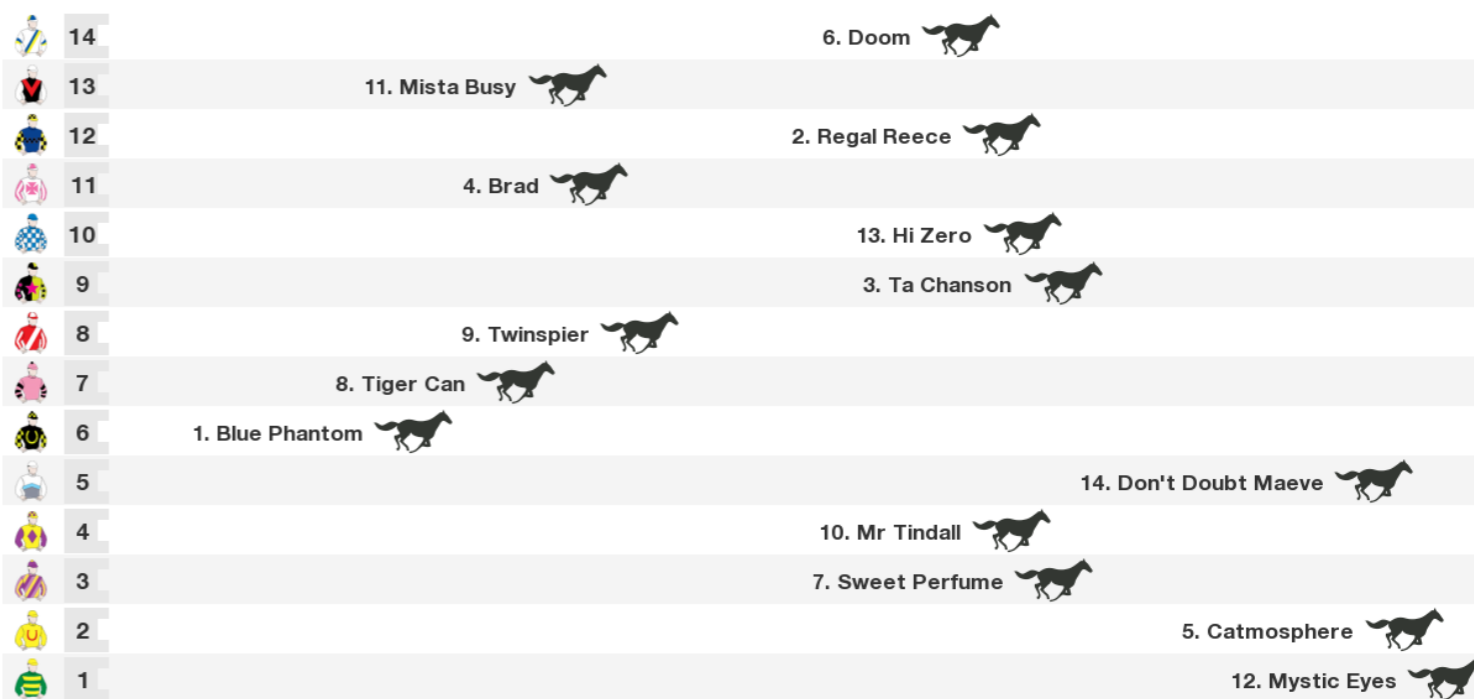 14 6. Doom
13 11. Mista Busy
12 2. Regal Reece
11 4. Brad
10 13. Hi Zero
9 3. Ta Chanson
8 9. Twinspier
7 8. Tiger Can
6 1. Blue Phantom
5 14. Don't Doubt Maeve
4 10. Mr Tindall
3 7. Sweet Perfume
2 5. Catmosphere
1 12. Mystic Eyes